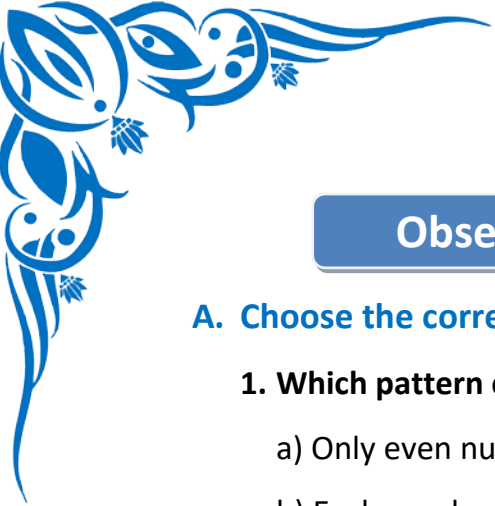 Obse
A. Choose the corre
1. Which pattern
a) Only even nu